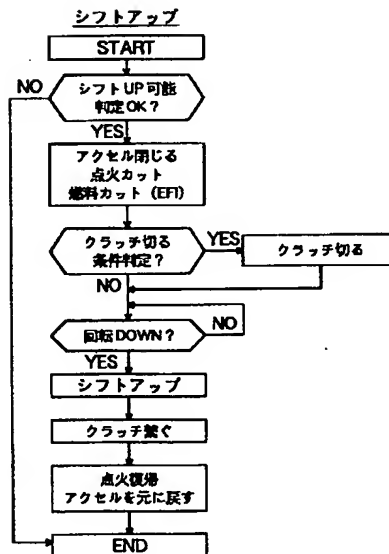 シフトアップ
START
NO
シフトUP可能
判定OK?
YES
アクセル閉じる
点火カット
燃料カット (EFI)
クラッチ切る
条件判定?
YES
クラッチ切る
NO
回転DOWN?
NO
YES
シフトアップ
クラッチ繋ぐ
点火復帰
アクセルを元に戻す
END